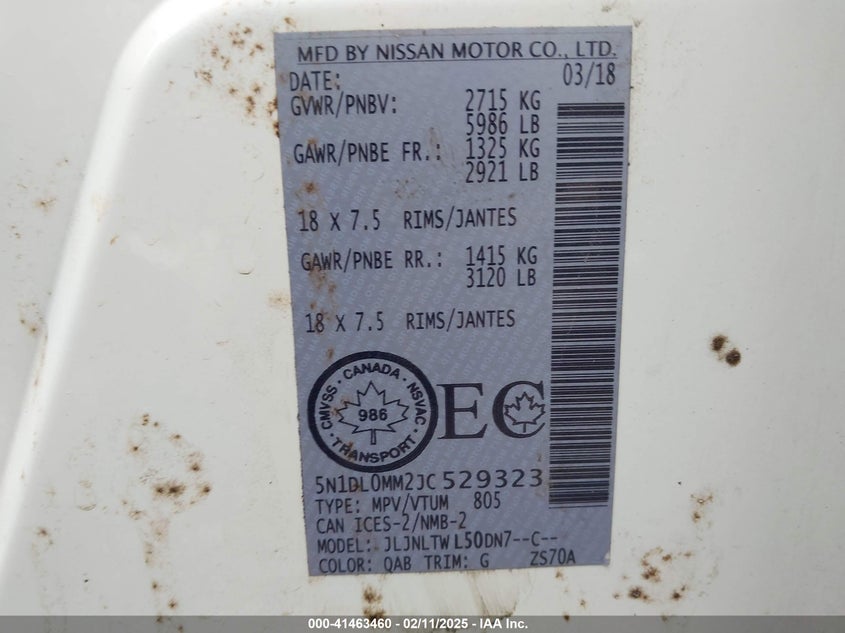 MFD BY NISSAN MOTOR CO., LTD.
DATE: 03/18
GVWR/PNBV: 2715 KG
5986 LB
GAWR/PNBE FR.: 1325 KG
2921 LB
18 X 7.5 RIMS/JANTES
GAWR/PNBE RR.: 1415 KG
3120 LB
18 X 7.5 RIMS/JANTES
CMVSS · CANADA · NSVAC · TRANSPORT ·
986
EC
5N1DL0MM2JC529323
TYPE: MPV/VTUM 805
CAN ICES-2/NMB-2
MODEL: JLJNLTWL50DN7--C--
COLOR: QAB TRIM: G ZS70A
000-41463460 - 02/11/2025 - IAA Inc.